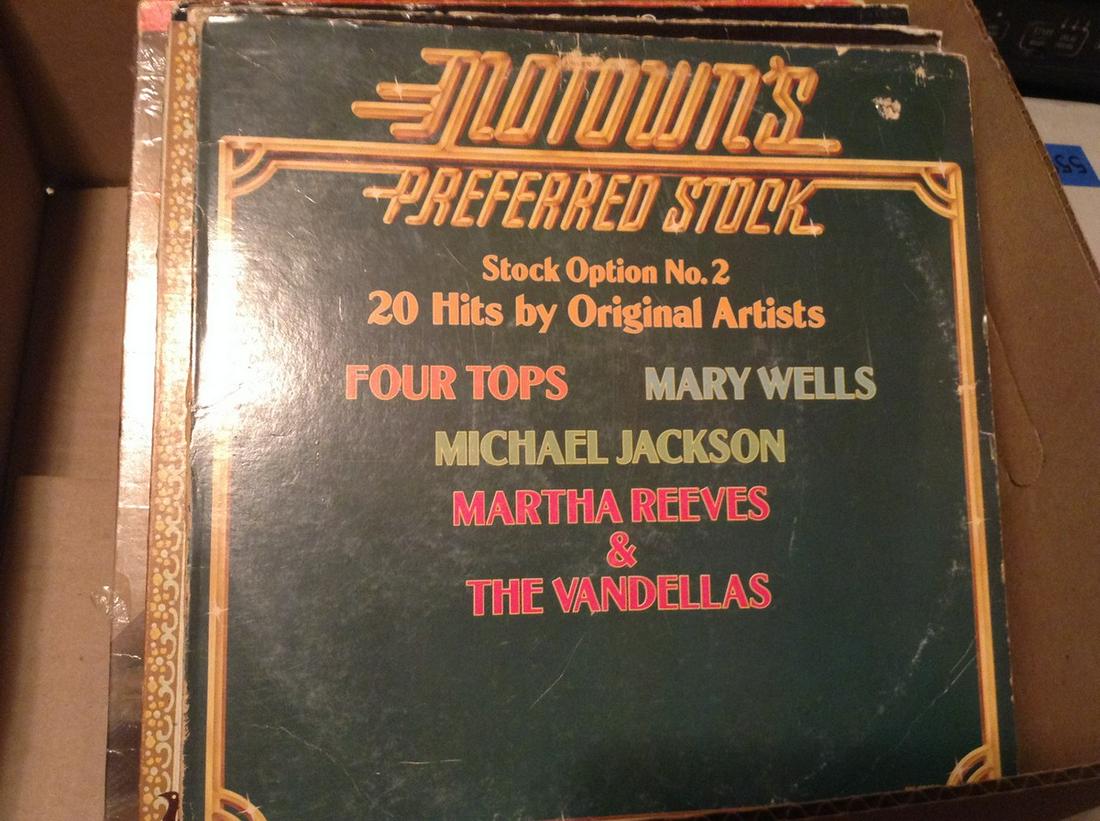 MOTOWN'S
PREFERRED STOCK
Stock Option No. 2
20 Hits by Original Artists
FOUR TOPS MARY WELLS
MICHAEL JACKSON
MARTHA REEVES
&
THE VANDELLAS
55